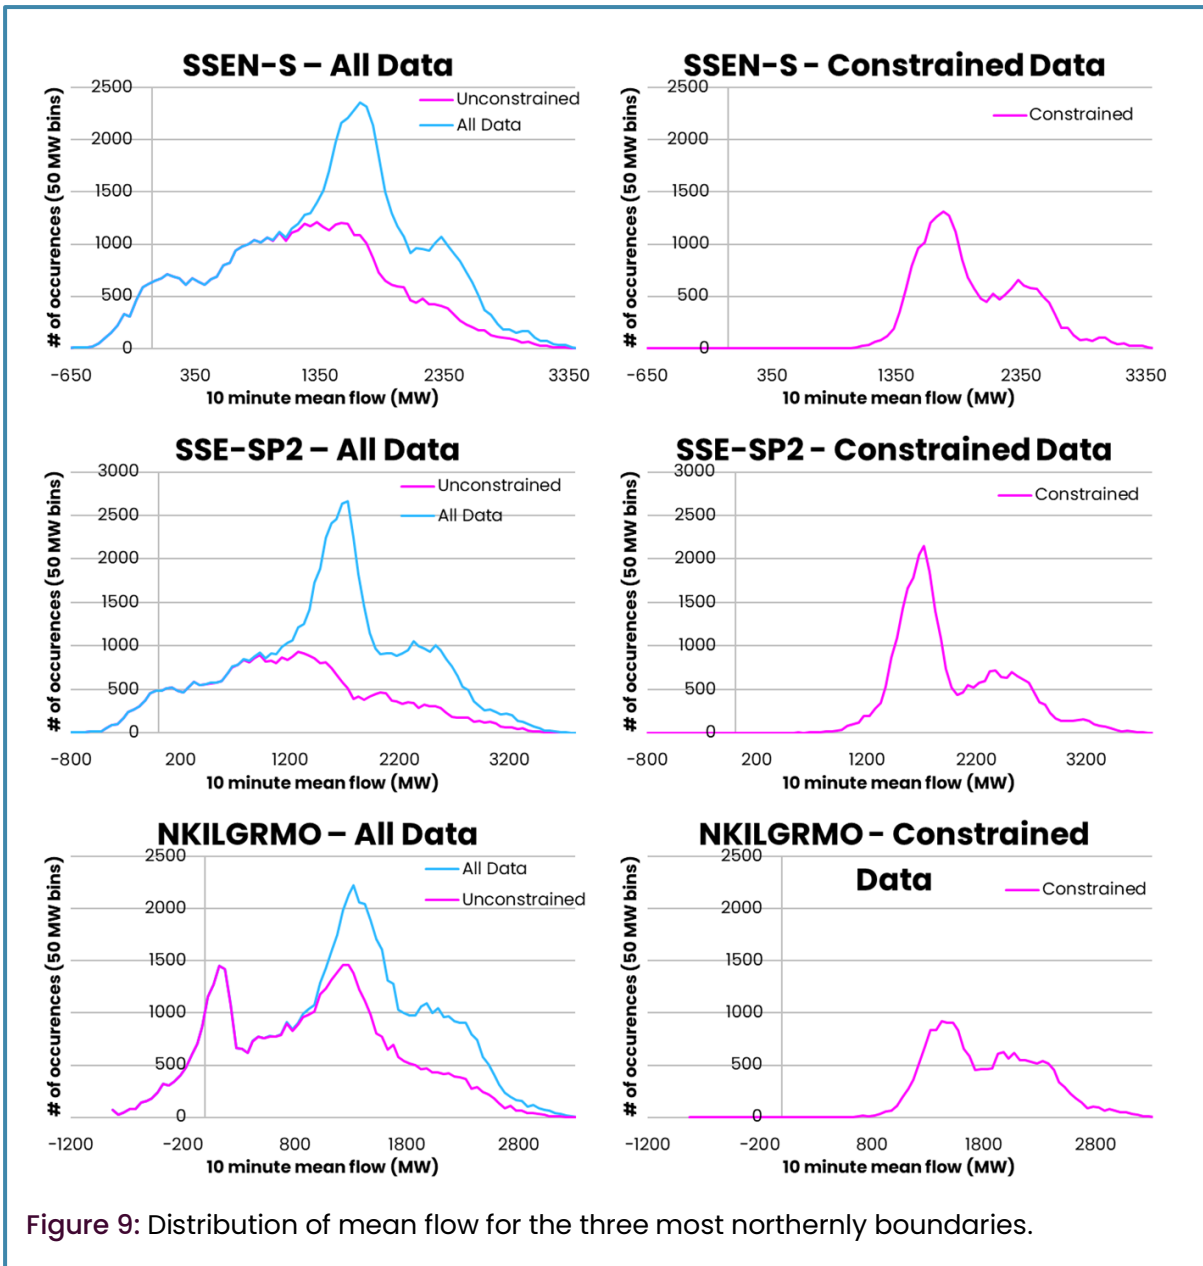 SSEN-S – All Data
# of occurences (50 MW bins)
2500
2000
1500
1000
500
0
Unconstrained
All Data
-650
350
1350
2350
3350
10 minute mean flow (MW)
SSEN-S - Constrained Data
# of occurences (50 MW bins)
2500
2000
1500
1000
500
0
Constrained
-650
350
1350
2350
3350
10 minute mean flow (MW)
SSE-SP2 – All Data
# of occurences (50 MW bins)
3000
2500
2000
1500
1000
500
0
Unconstrained
All Data
-800
200
1200
2200
3200
10 minute mean flow (MW)
SSE-SP2 - Constrained Data
# of occurences (50 MW bins)
3000
2500
2000
1500
1000
500
0
Constrained
-800
200
1200
2200
3200
10 minute mean flow (MW)
NKILGRMO – All Data
# of occurences (50 MW bins)
2500
2000
1500
1000
500
0
All Data
Unconstrained
-1200
-200
800
1800
2800
10 minute mean flow (MW)
NKILGRMO - Constrained
Data
# of occurences (50 MW bins)
2500
2000
1500
1000
500
0
Constrained
-1200
-200
800
1800
2800
10 minute mean flow (MW)
Figure 9: Distribution of mean flow for the three most northernly boundaries.